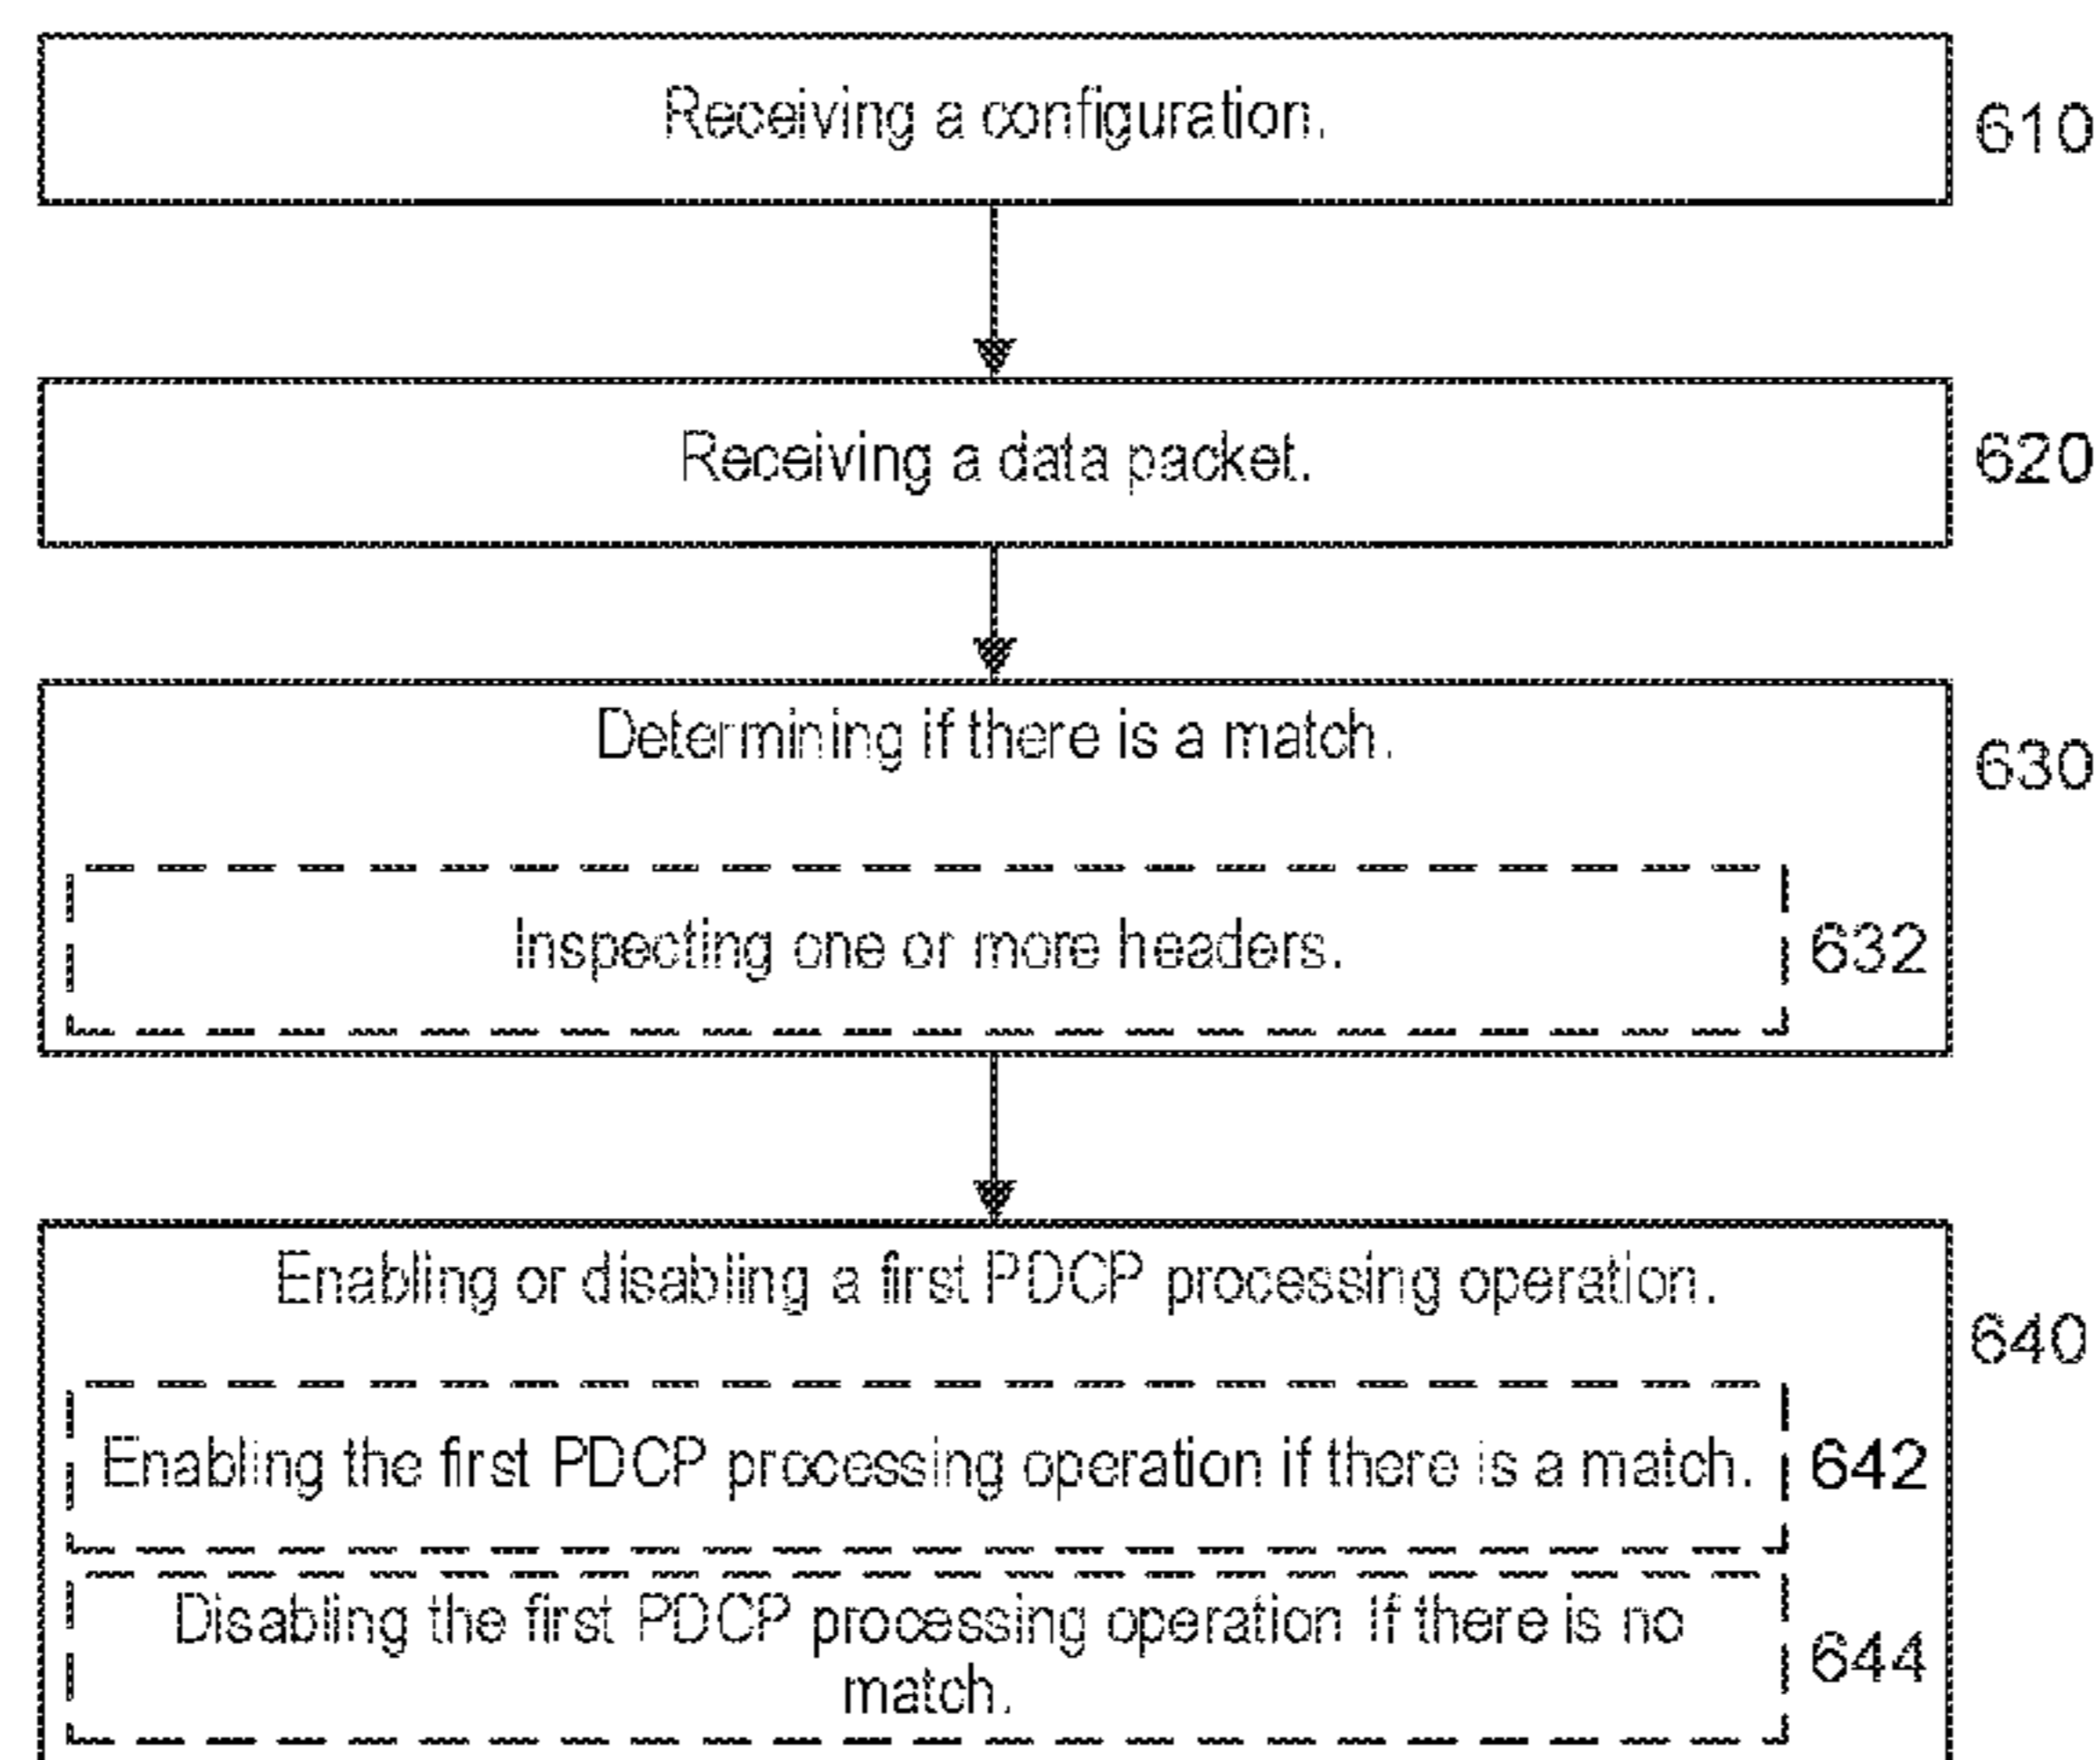 Receiving a configuration.
610
Receiving a data packet.
620
Determining if there is a match.
630
Inspecting one or more headers.
632
Enabling or disabling a first PDCP processing operation.
640
Enabling the first PDCP processing operation if there is a match.
642
Disabling the first PDCP processing operation If there is no
match.
644